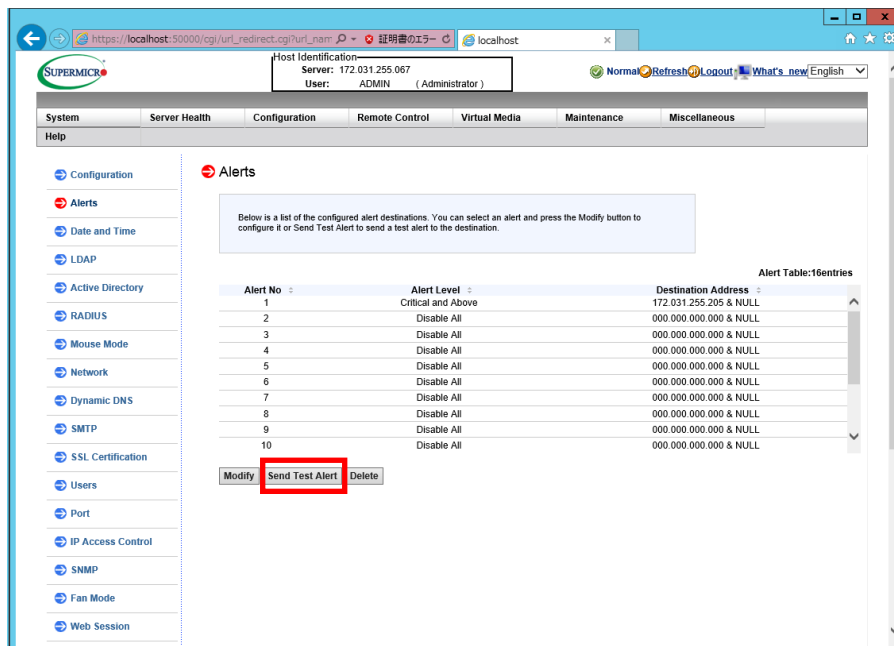 https://localhost:50000/cgi/url_redirect.cgi?url_nam
証明書のエラー
localhost
SUPERMICR
Host Identification
Server: 172.031.255.067
User: ADMIN ( Administrator )
Normal Refresh Logout What's new English
System Server Health Configuration Remote Control Virtual Media Maintenance Miscellaneous
Help
Configuration
Alerts
Date and Time
LDAP
Active Directory
RADIUS
Mouse Mode
Network
Dynamic DNS
SMTP
SSL Certification
Users
Port
IP Access Control
SNMP
Fan Mode
Web Session
Alerts
Below is a list of the configured alert destinations. You can select an alert and press the Modify button to
configure it or Send Test Alert to send a test alert to the destination.
Alert Table:16entries
Alert No Alert Level Destination Address
1 Critical and Above 172.031.255.205 & NULL
2 Disable All 000.000.000.000 & NULL
3 Disable All 000.000.000.000 & NULL
4 Disable All 000.000.000.000 & NULL
5 Disable All 000.000.000.000 & NULL
6 Disable All 000.000.000.000 & NULL
7 Disable All 000.000.000.000 & NULL
8 Disable All 000.000.000.000 & NULL
9 Disable All 000.000.000.000 & NULL
10 Disable All 000.000.000.000 & NULL
Modify Send Test Alert Delete